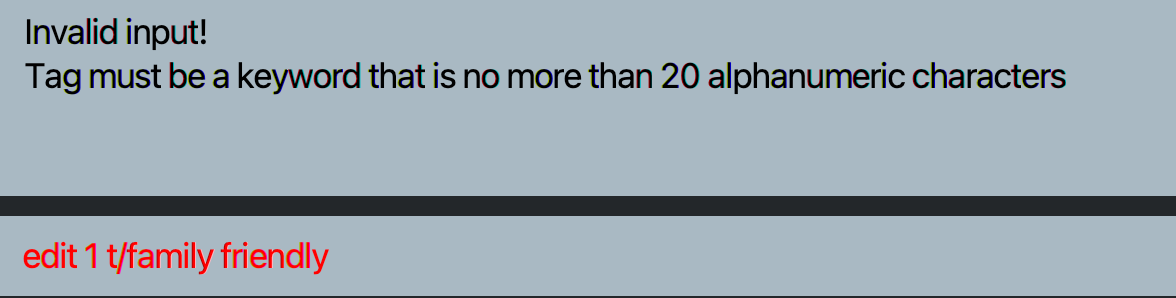 Invalid input!
Tag must be a keyword that is no more than 20 alphanumeric characters
edit 1 t/family friendly